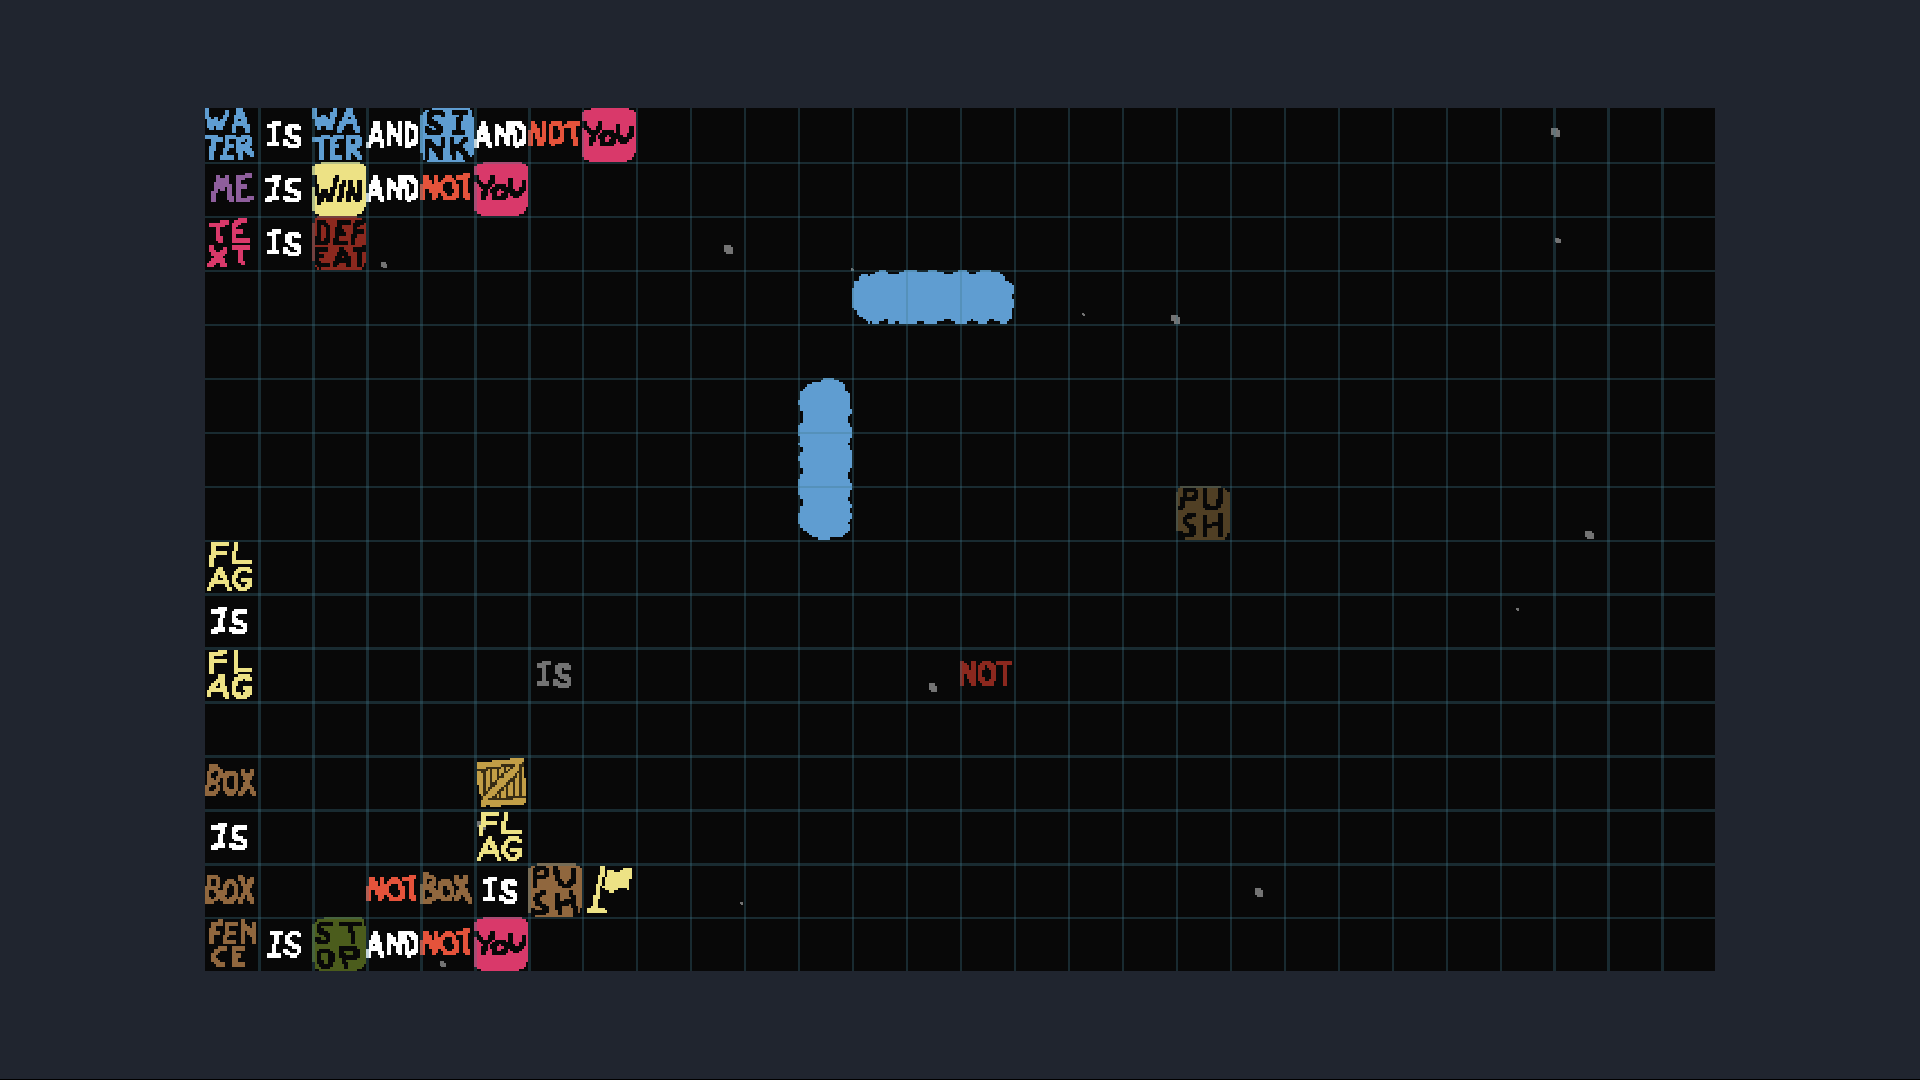 WATER IS WATER AND SINK AND NOT YOU
ME IS WIN AND NOT YOU
TEXT IS DEFEAT
PUSH
FLAG
IS
FLAG IS NOT
BOX
IS FLAG
BOX NOT BOX IS PUSH
FENCE IS STOP AND NOT YOU